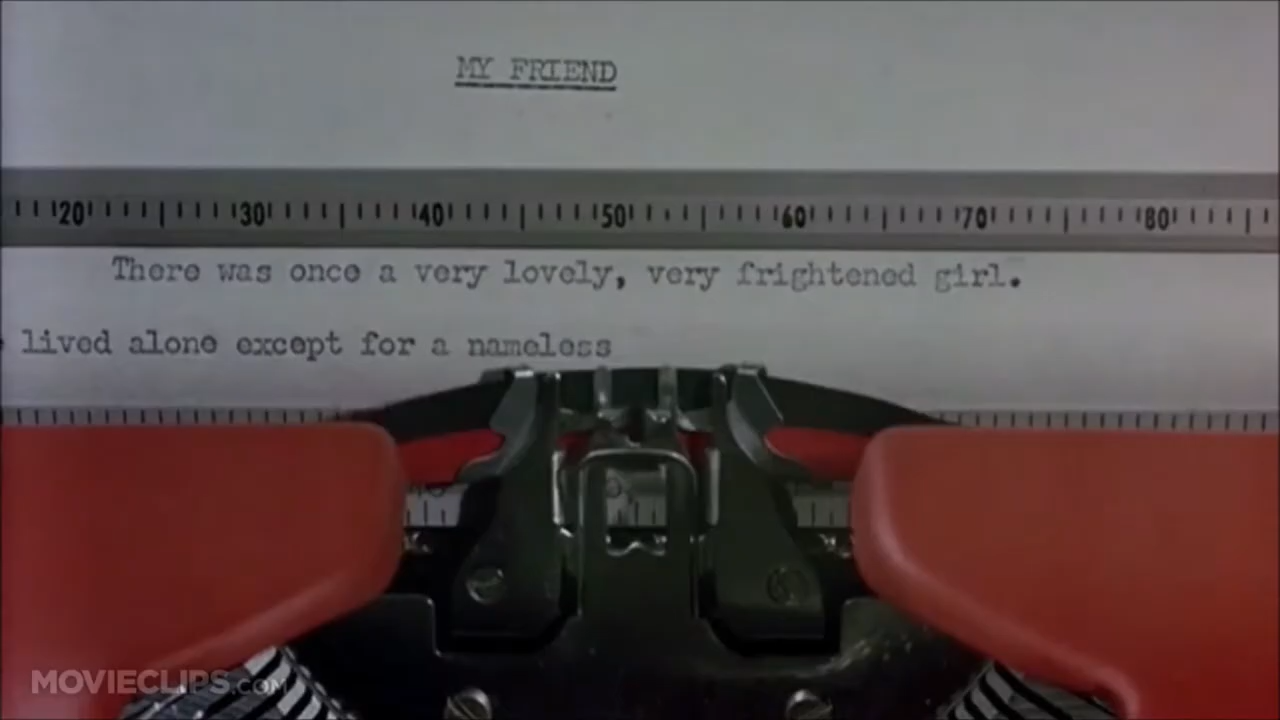 MY FRIEND
20 30 40 50 60 70 80
There was once a very lovely, very frightened girl.
lived alone except for a nameless
MOVIECLIPS.COM